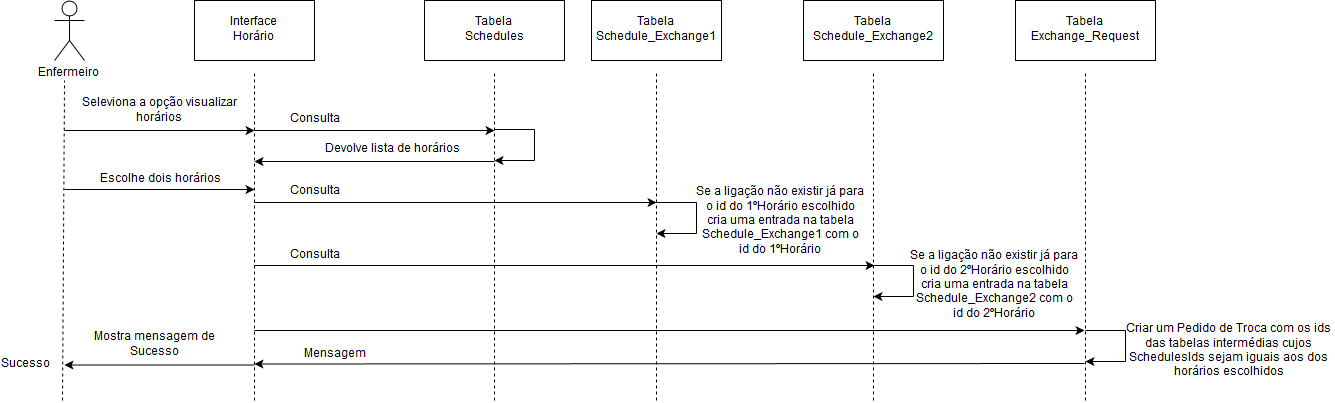 Enfermeiro
Interface
Horário
Tabela
Schedules
Tabela
Schedule_Exchange1
Tabela
Schedule_Exchange2
Tabela
Exchange_Request
Seleciona a opção visualizar
horários
Consulta
Devolve lista de horários
Escolhe dois horários
Consulta
Se a ligação não existir já para
o id do 1ºHorário escolhido
cria uma entrada na tabela
Schedule_Exchange1 com o
id do 1ºHorário
Consulta
Se a ligação não existir já para
o id do 2ºHorário escolhido
cria uma entrada na tabela
Schedule_Exchange2 com o
id do 2ºHorário
Criar um Pedido de Troca com os ids
das tabelas intermédias cujos
SchedulesIds sejam iguais aos dos
horários escolhidos
Mensagem
Mostra mensagem de
Sucesso
Sucesso